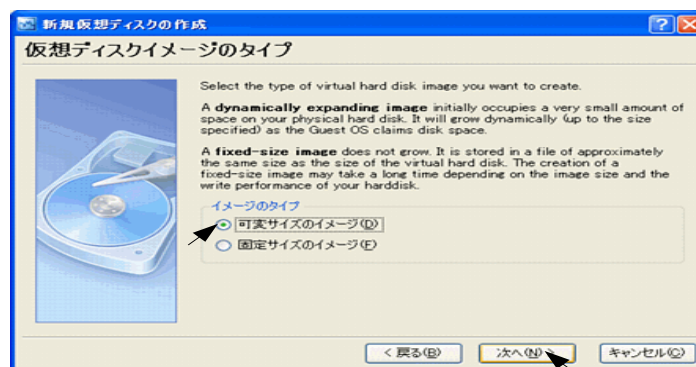 新規仮想ディスクの作成
仮想ディスクイメージのタイプ
Select the type of virtual hard disk image you want to create.
A dynamically expanding image initially occupies a very small amount of
space on your physical hard disk. It will grow dynamically (up to the size
specified) as the Guest OS claims disk space.
A fixed-size image does not grow. It is stored in a file of approximately
the same size as the size of the virtual hard disk. The creation of a
fixed-size image may take a long time depending on the image size and the
write performance of your harddisk.
イメージのタイプ
可変サイズのイメージ(D)
固定サイズのイメージ(F)
< 戻る(B) 次へ(N) > キャンセル(C)